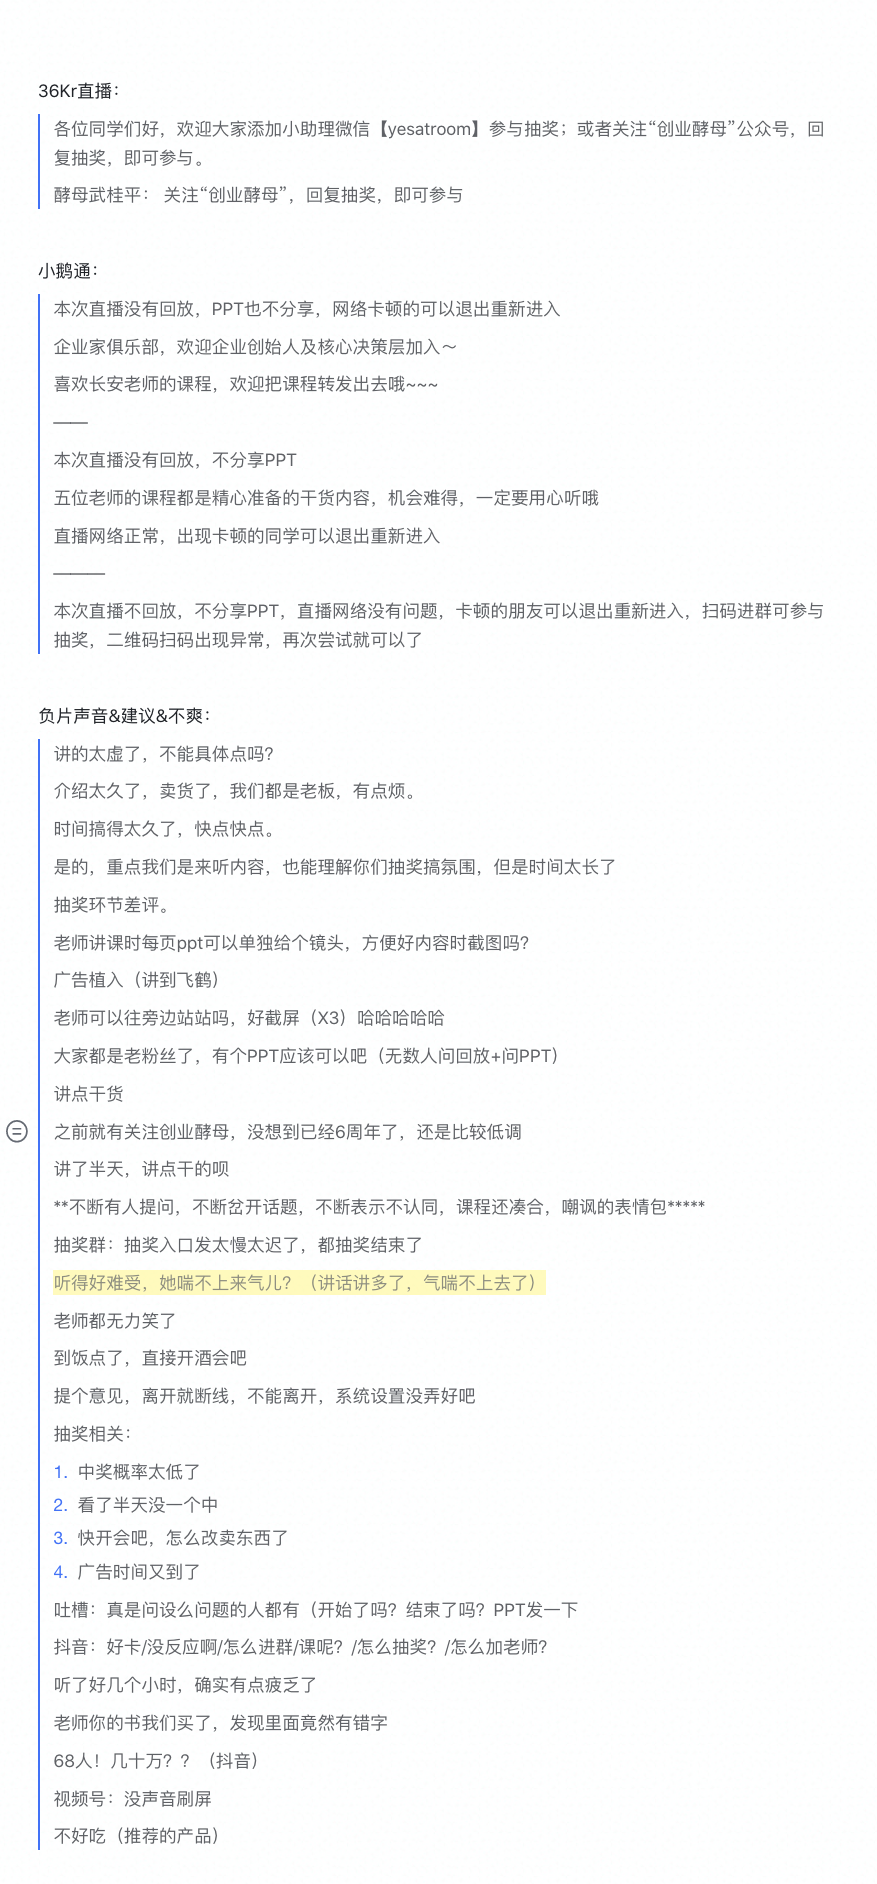 36Kr直播：
各位同学们好，欢迎大家添加小助理微信【yesatroom】参与抽奖；或者关注“创业酵母”公众号，回
复抽奖，即可参与。
酵母武桂平： 关注“创业酵母”，回复抽奖，即可参与
小鹅通：
本次直播没有回放，PPT也不分享，网络卡顿的可以退出重新进入
企业家俱乐部，欢迎企业创始人及核心决策层加入～
喜欢长安老师的课程，欢迎把课程转发出去哦~~~
——
本次直播没有回放，不分享PPT
五位老师的课程都是精心准备的干货内容，机会难得，一定要用心听哦
直播网络正常，出现卡顿的同学可以退出重新进入
———
本次直播不回放，不分享PPT，直播网络没有问题，卡顿的朋友可以退出重新进入，扫码进群可参与
抽奖，二维码扫码出现异常，再次尝试就可以了
负片声音&建议&不爽：
讲的太虚了，不能具体点吗？
介绍太久了，卖货了，我们都是老板，有点烦。
时间搞得太久了，快点快点。
是的，重点我们是来听内容，也能理解你们抽奖搞氛围，但是时间太长了
抽奖环节差评。
老师讲课时每页ppt可以单独给个镜头，方便好内容时截图吗？
广告植入（讲到飞鹤）
老师可以往旁边站站吗，好截屏（X3）哈哈哈哈哈
大家都是老粉丝了，有个PPT应该可以吧（无数人问回放+问PPT）
讲点干货
之前就有关注创业酵母，没想到已经6周年了，还是比较低调
讲了半天，讲点干的呗
**不断有人提问，不断岔开话题，不断表示不认同，课程还凑合，嘲讽的表情包*****
抽奖群：抽奖入口发太慢太迟了，都抽奖结束了
听得好难受，她喘不上来气儿？（讲话讲多了，气喘不上去了）
老师都无力笑了
到饭点了，直接开酒会吧
提个意见，离开就断线，不能离开，系统设置没弄好吧
抽奖相关：
1. 中奖概率太低了
2. 看了半天没一个中
3. 快开会吧，怎么改卖东西了
4. 广告时间又到了
吐槽：真是问设么问题的人都有（开始了吗？结束了吗？PPT发一下
抖音：好卡/没反应啊/怎么进群/课呢？/怎么抽奖？/怎么加老师？
听了好几个小时，确实有点疲乏了
老师你的书我们买了，发现里面竟然有错字
68人！几十万？？（抖音）
视频号：没声音刷屏
不好吃（推荐的产品）